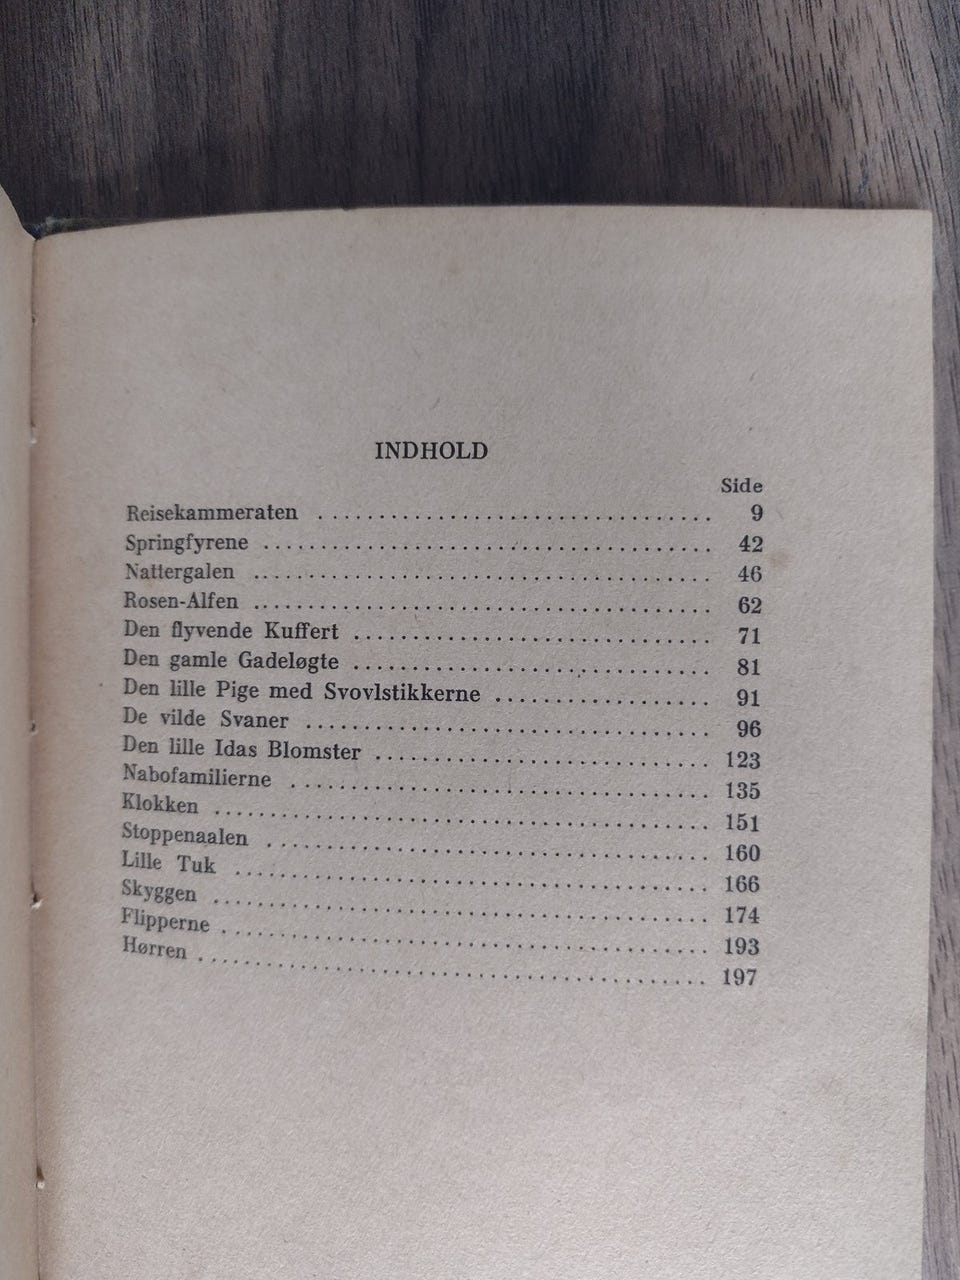 INDHOLD
Side
Reisekammeraten ................................ 9
Springfyrene .................................... 42
Nattergalen ..................................... 46
Rosen-Alfen ..................................... 62
Den flyvende Kuffert ............................. 71
Den gamle Gadeløgte ............................. 81
Den lille Pige med Svovlstikkerne .................. 91
De vilde Svaner ................................. 96
Den lille Idas Blomster ........................... 123
Nabofamilierne .................................. 135
Klokken ........................................ 151
Stoppenaalen .................................... 160
Lille Tuk ....................................... 166
Skyggen ........................................ 174
Flipperne ....................................... 193
Hørren ......................................... 197